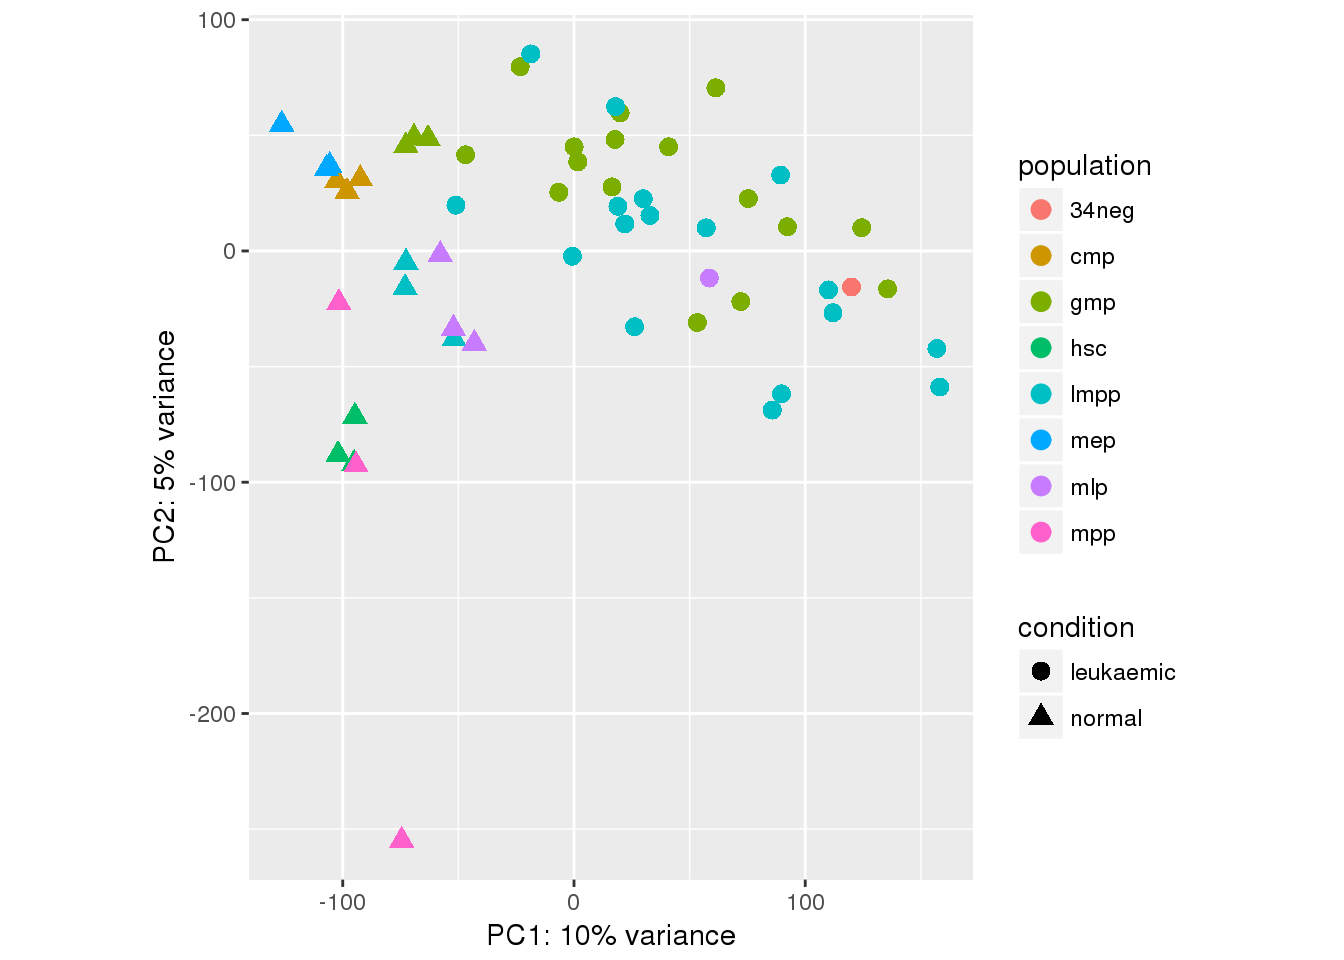 100
0
-100
-200
-100
0
100
PC1: 10% variance
PC2: 5% variance
population
34neg
cmp
gmp
hsc
lmpp
mep
mlp
mpp
condition
leukaemic
normal